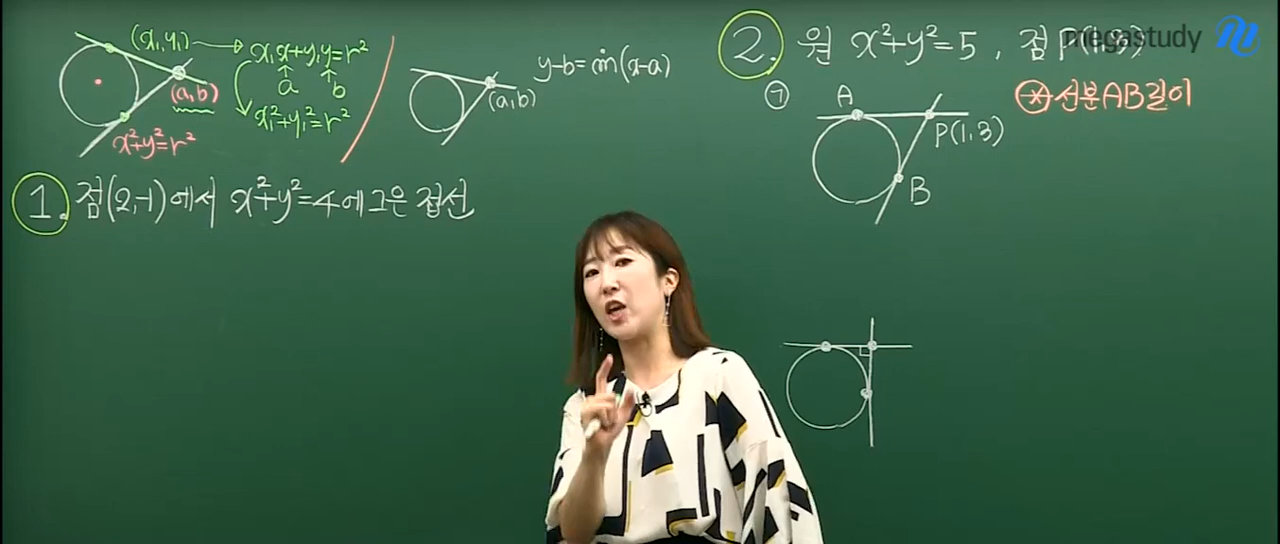 (x₁, y₁) → x₁x+y₁y=r²
a b
(a,b)
x₁²+y₁²=r²
x²+y²=r²
y-b=m(x-a)
(a,b)
1. 점(2,-1)에서 x²+y²=4에 그은 접선
megastudy
2. 원 x²+y²=5, 점P(1,3)
㉠
A
P(1,3)
B
※선분AB길이